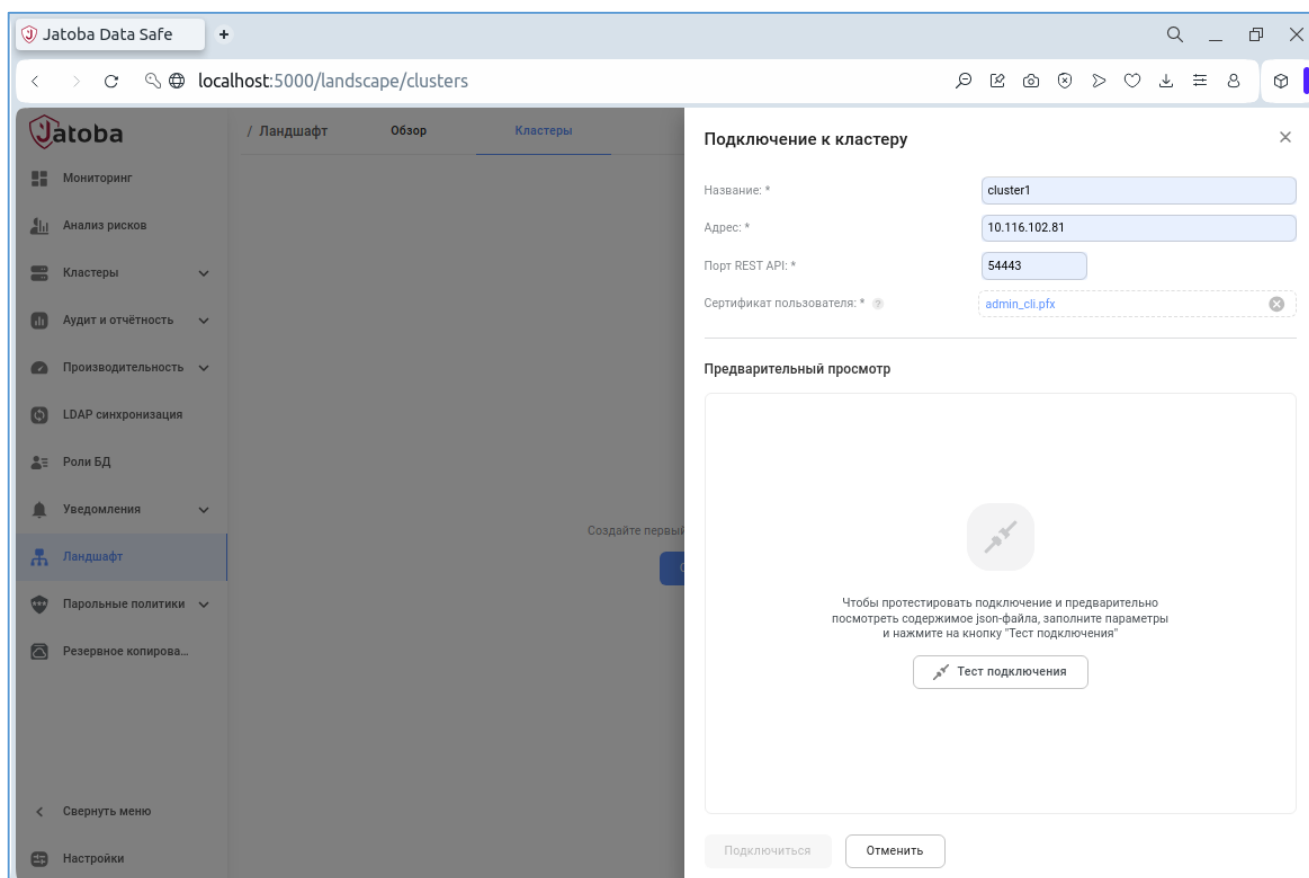 Jatoba Data Safe
localhost:5000/landscape/clusters
Jatoba
Мониторинг
Анализ рисков
Кластеры
Аудит и отчётность
Производительность
LDAP синхронизация
Роли БД
Уведомления
Ландшафт
Парольные политики
Резервное копирова...
Свернуть меню
Настройки
/ Ландшафт
Обзор
Кластеры
Создайте первый
Подключение к кластеру
Название: *
cluster1
Адрес: *
10.116.102.81
Порт REST API: *
54443
Сертификат пользователя: * ?
admin_cli.pfx
Предварительный просмотр
Чтобы протестировать подключение и предварительно
посмотреть содержимое json-файла, заполните параметры
и нажмите на кнопку "Тест подключения"
Тест подключения
Подключиться
Отменить